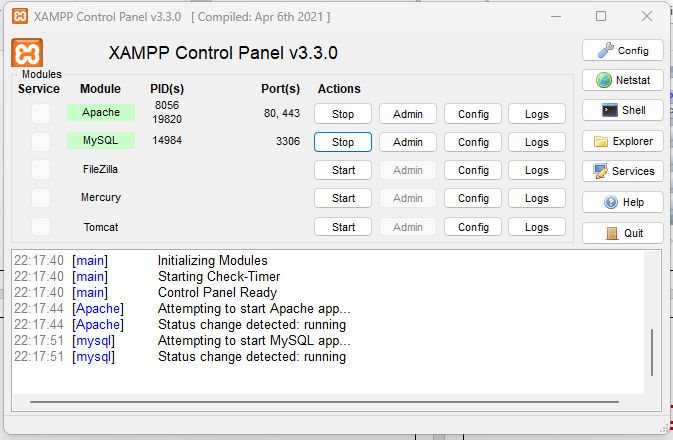 XAMPP Control Panel v3.3.0 [ Compiled: Apr 6th 2021 ]
XAMPP Control Panel v3.3.0
Config
Modules
Service Module PID(s) Port(s) Actions
Netstat
Apache 8056 19820 80, 443 Stop Admin Config Logs
Shell
MySQL 14984 3306 Stop Admin Config Logs
Explorer
FileZilla Start Admin Config Logs
Services
Mercury Start Admin Config Logs
Help
Tomcat Start Admin Config Logs
Quit
22:17:40 [main] Initializing Modules
22:17:40 [main] Starting Check-Timer
22:17:40 [main] Control Panel Ready
22:17:44 [Apache] Attempting to start Apache app...
22:17:44 [Apache] Status change detected: running
22:17:51 [mysql] Attempting to start MySQL app...
22:17:51 [mysql] Status change detected: running